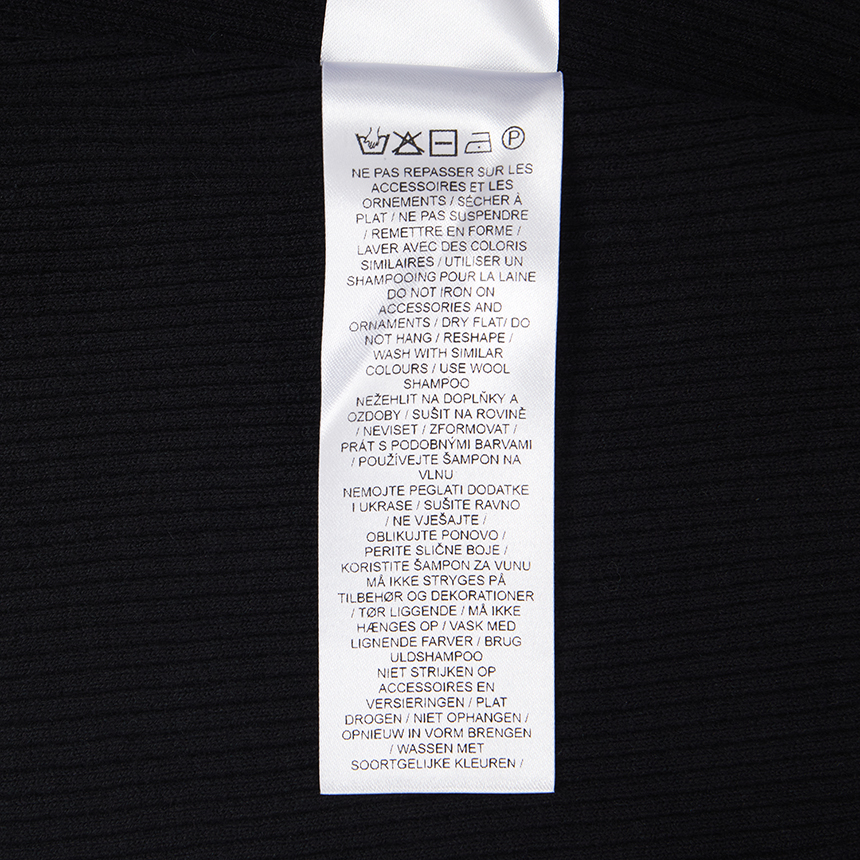 P
NE PAS REPASSER SUR LES
ACCESSOIRES ET LES
ORNEMENTS / SÉCHER À
PLAT / NE PAS SUSPENDRE
/ REMETTRE EN FORME /
LAVER AVEC DES COLORIS
SIMILAIRES / UTILISER UN
SHAMPOOING POUR LA LAINE
DO NOT IRON ON
ACCESSORIES AND
ORNAMENTS / DRY FLAT/ DO
NOT HANG / RESHAPE /
WASH WITH SIMILAR
COLOURS / USE WOOL
SHAMPOO
NEŽEHLIT NA DOPLŇKY A
OZDOBY / SUŠIT NA ROVINĚ
/ NEVISET / ZFORMOVAT /
PRÁT S PODOBNÝMI BARVAMI
/ POUŽÍVEJTE ŠAMPON NA
VLNU
NEMOJTE PEGLATI DODATKE
I UKRASE / SUŠITE RAVNO
/ NE VJEŠAJTE /
OBLIKUJTE PONOVO /
PERITE SLIČNE BOJE /
KORISTITE ŠAMPON ZA VUNU
MÅ IKKE STRYGES PÅ
TILBEHØR OG DEKORATIONER
/ TØR LIGGENDE / MÅ IKKE
HÆNGES OP / VASK MED
LIGNENDE FARVER / BRUG
ULDSHAMPOO
NIET STRIJKEN OP
ACCESSOIRES EN
VERSIERINGEN / PLAT
DROGEN / NIET OPHANGEN /
OPNIEUW IN VORM BRENGEN
/ WASSEN MET
SOORTGELIJKE KLEUREN /